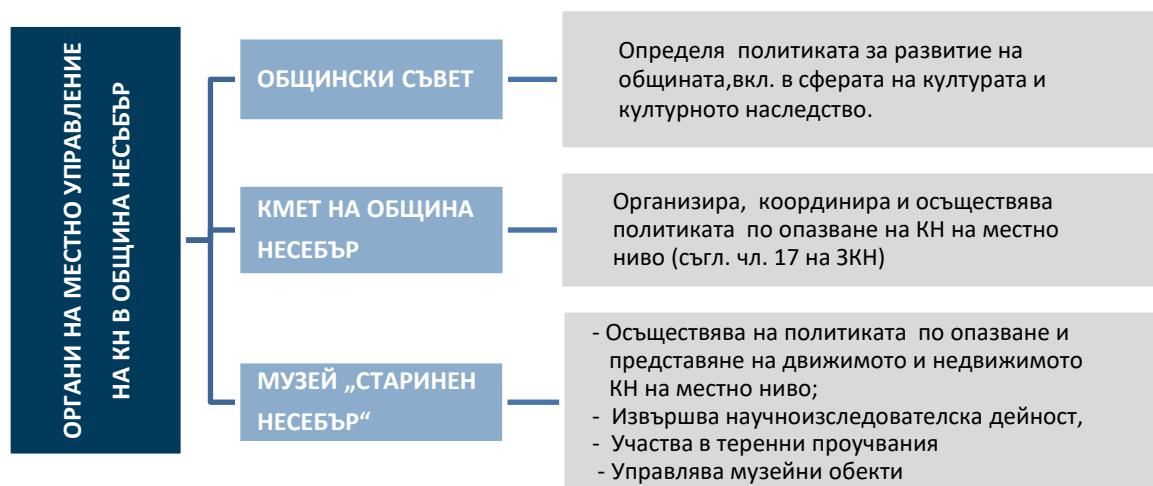 ОРГАНИ НА МЕСТНО УПРАВЛЕНИЕ
НА КН В ОБЩИНА НЕСЪБЪР
ОБЩИНСКИ СЪВЕТ
Определя политиката за развитие на
общината,вкл. в сферата на културата и
културното наследство.
КМЕТ НА ОБЩИНА
НЕСЕБЪР
Организира, координира и осъществява
политиката по опазване на КН на местно
ниво (съгл. чл. 17 на ЗКН)
МУЗЕЙ „СТАРИНЕН
НЕСЕБЪР“
- Осъществява на политиката по опазване и
представяне на движимото и недвижимото
КН на местно ниво;
- Извършва научноизследователска дейност,
- Участва в теренни проучвания
- Управлява музейни обекти